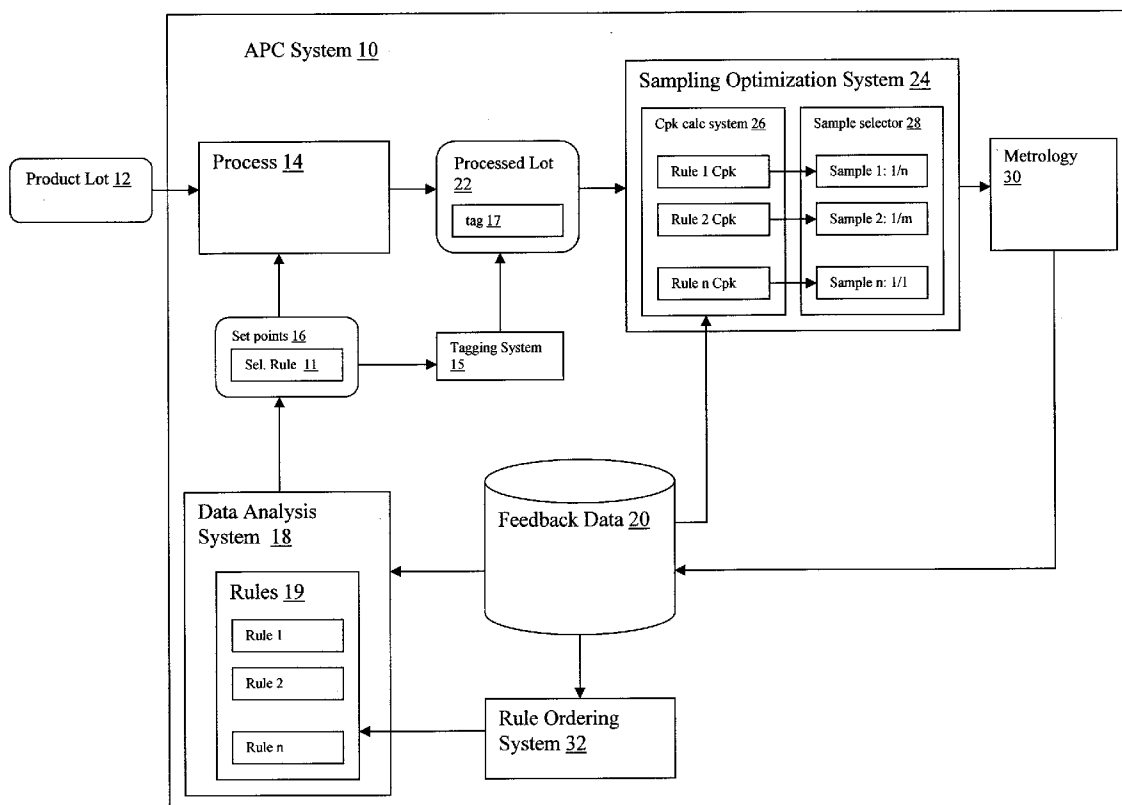 APC System 10
Sampling Optimization System 24
Cpk calc system 26
Sample selector 28
Product Lot 12
Process 14
Processed Lot
22
tag 17
Rule 1 Cpk
Sample 1: 1/n
Rule 2 Cpk
Sample 2: 1/m
Rule n Cpk
Sample n: 1/1
Metrology
30
Set points 16
Sel. Rule 11
Tagging System
15
Data Analysis
System 18
Rules 19
Rule 1
Rule 2
Rule n
Feedback Data 20
Rule Ordering
System 32